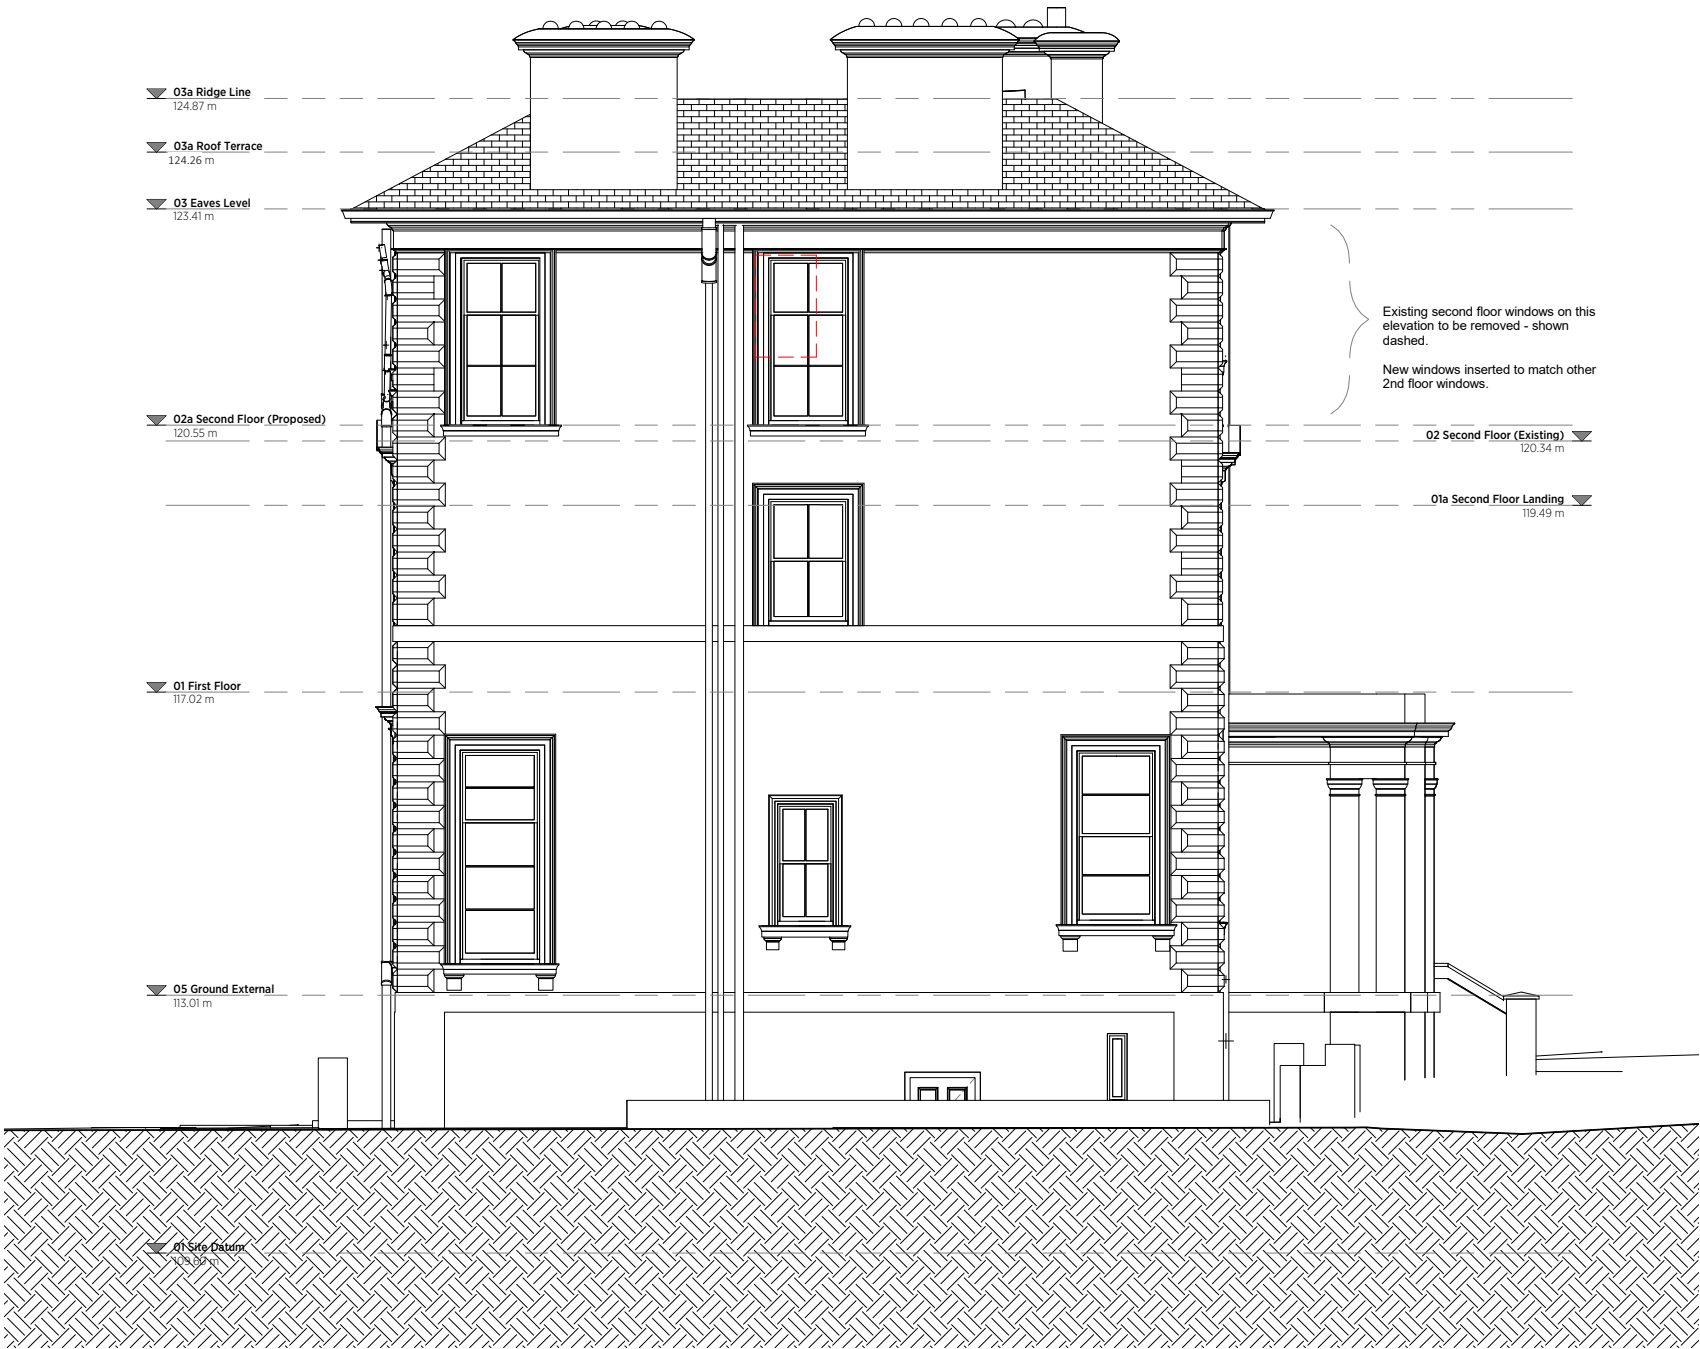 03a Ridge Line
124.87 m
03a Roof Terrace
124.26 m
03 Eaves Level
123.41 m
Existing second floor windows on this
elevation to be removed - shown
dashed.
New windows inserted to match other
2nd floor windows.
02a Second Floor (Proposed)
120.55 m
02 Second Floor (Existing)
120.34 m
01a Second Floor Landing
119.49 m
01 First Floor
117.02 m
05 Ground External
113.01 m
01 Site Datum
109.60 m